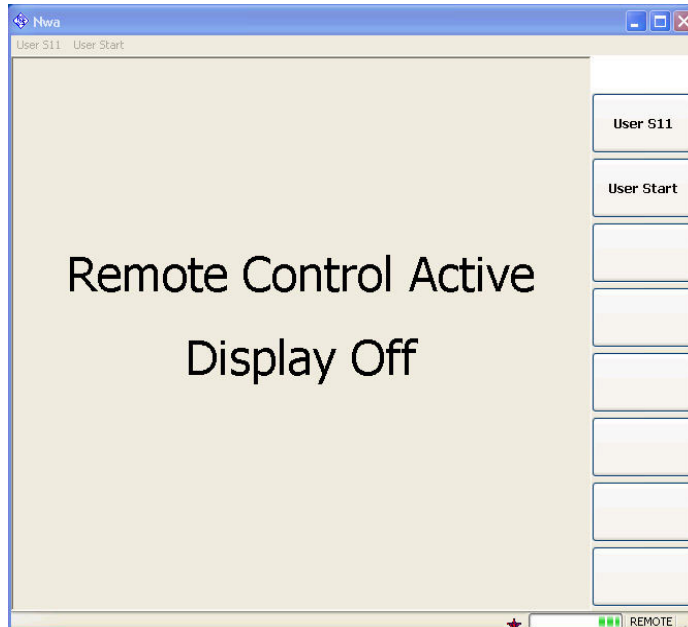 Nwa
User S11 User Start
User S11
User Start
Remote Control Active
Display Off
REMOTE